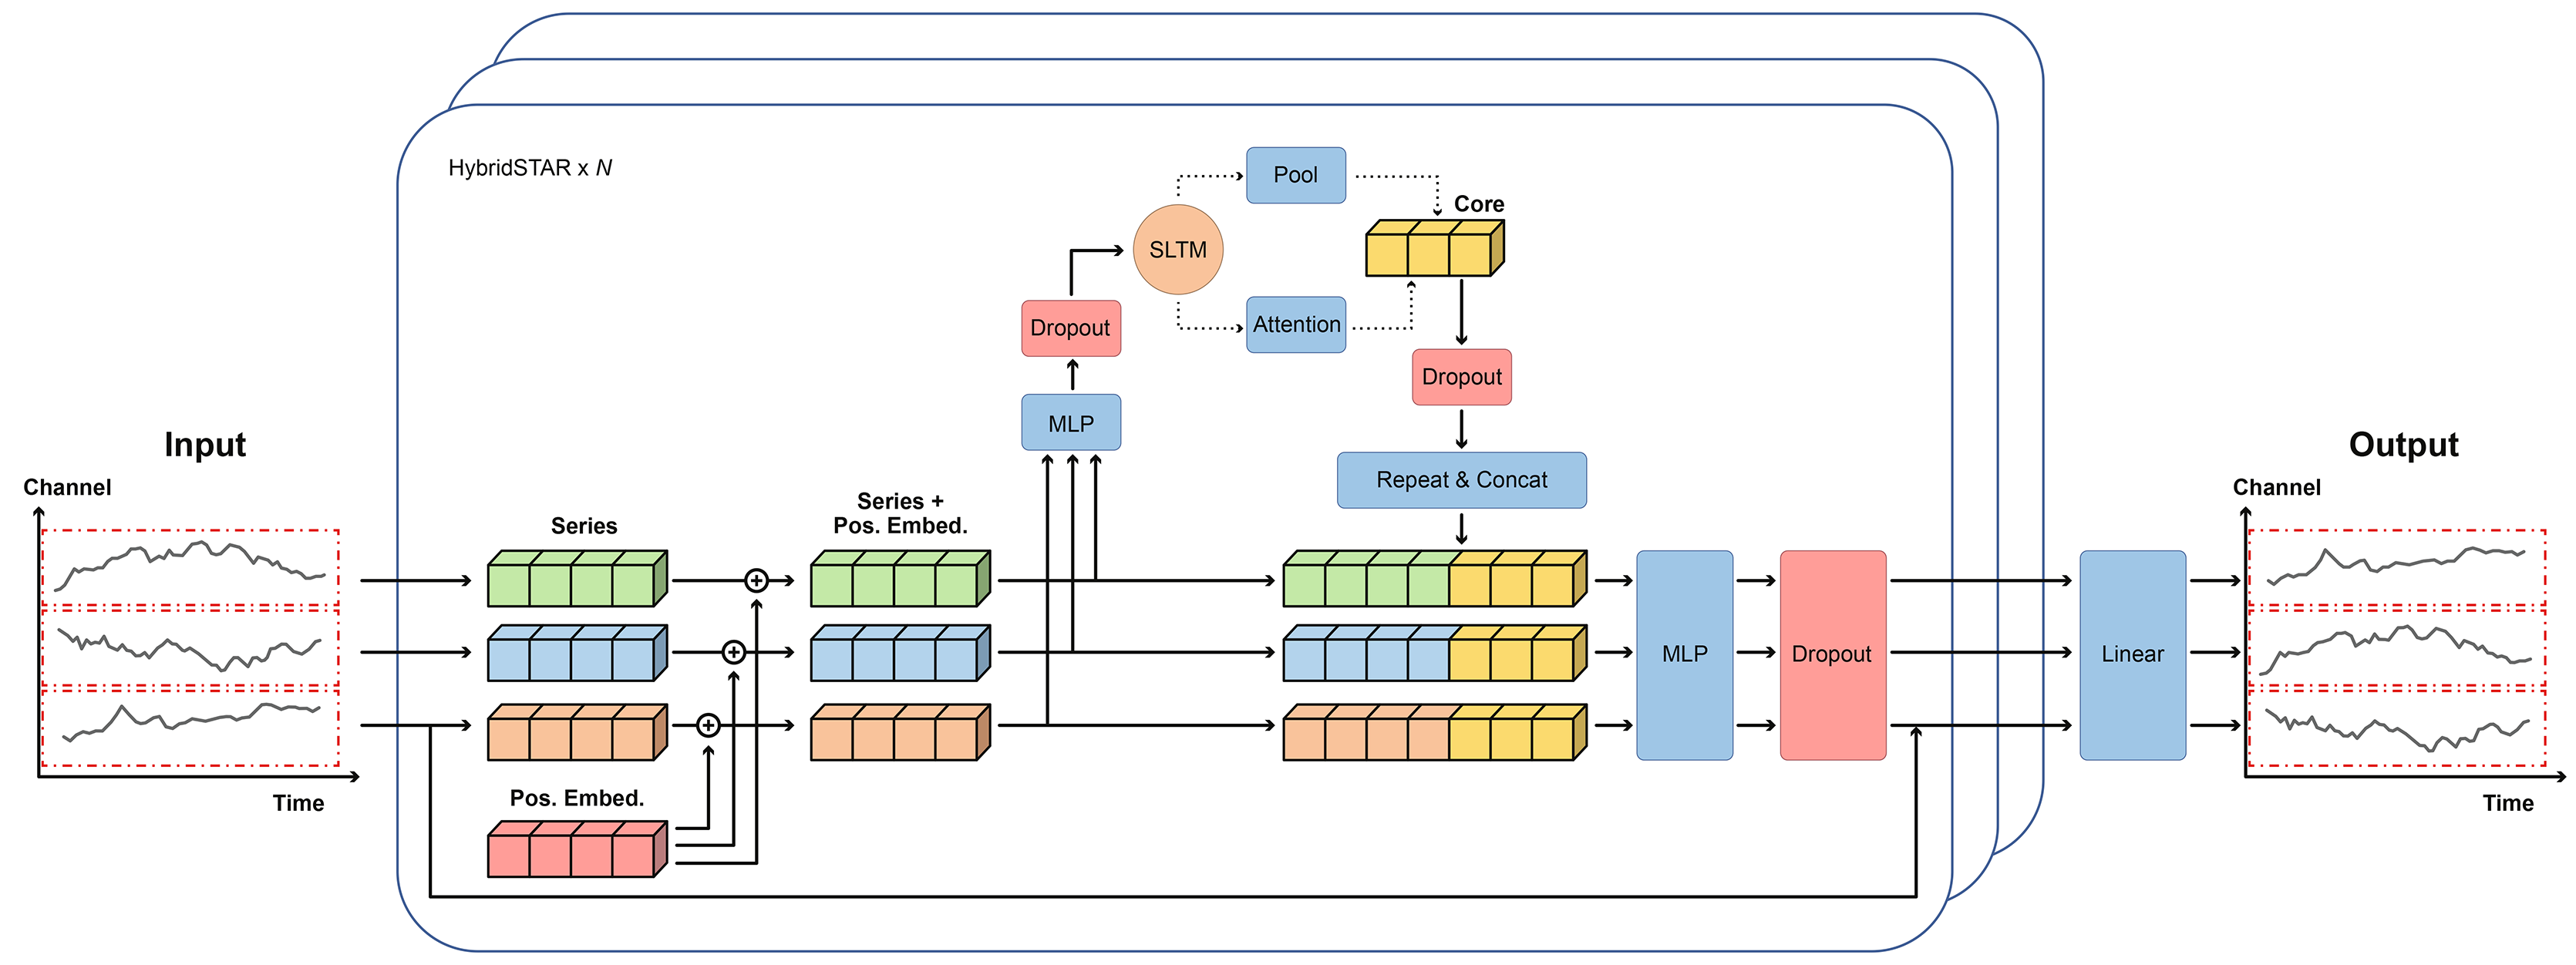 HybridSTAR x N
Pool
Core
SLTM
Attention
Dropout
Dropout
MLP
Repeat & Concat
Input
Channel
Time
Series
Series +
Pos. Embed.
Pos. Embed.
MLP
Dropout
Linear
Output
Channel
Time